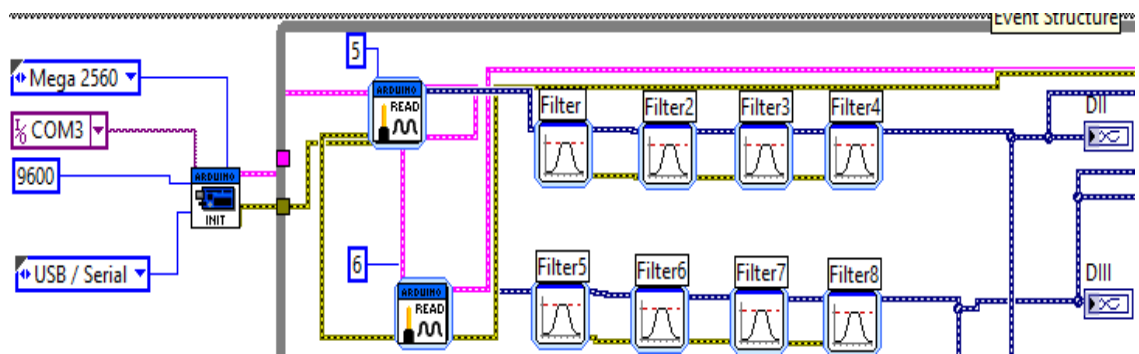 Event Structure
Mega 2560
COM3
9600
ARDUINO
INIT
USB / Serial
5
ARDUINO
READ
Filter
Filter2
Filter3
Filter4
DII
6
ARDUINO
READ
Filter5
Filter6
Filter7
Filter8
DIII